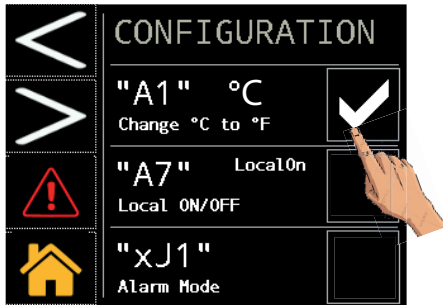 CONFIGURATION
"A1" °C
Change °C to °F
"A7" LocalOn
Local ON/OFF
"xJ1"
Alarm Mode